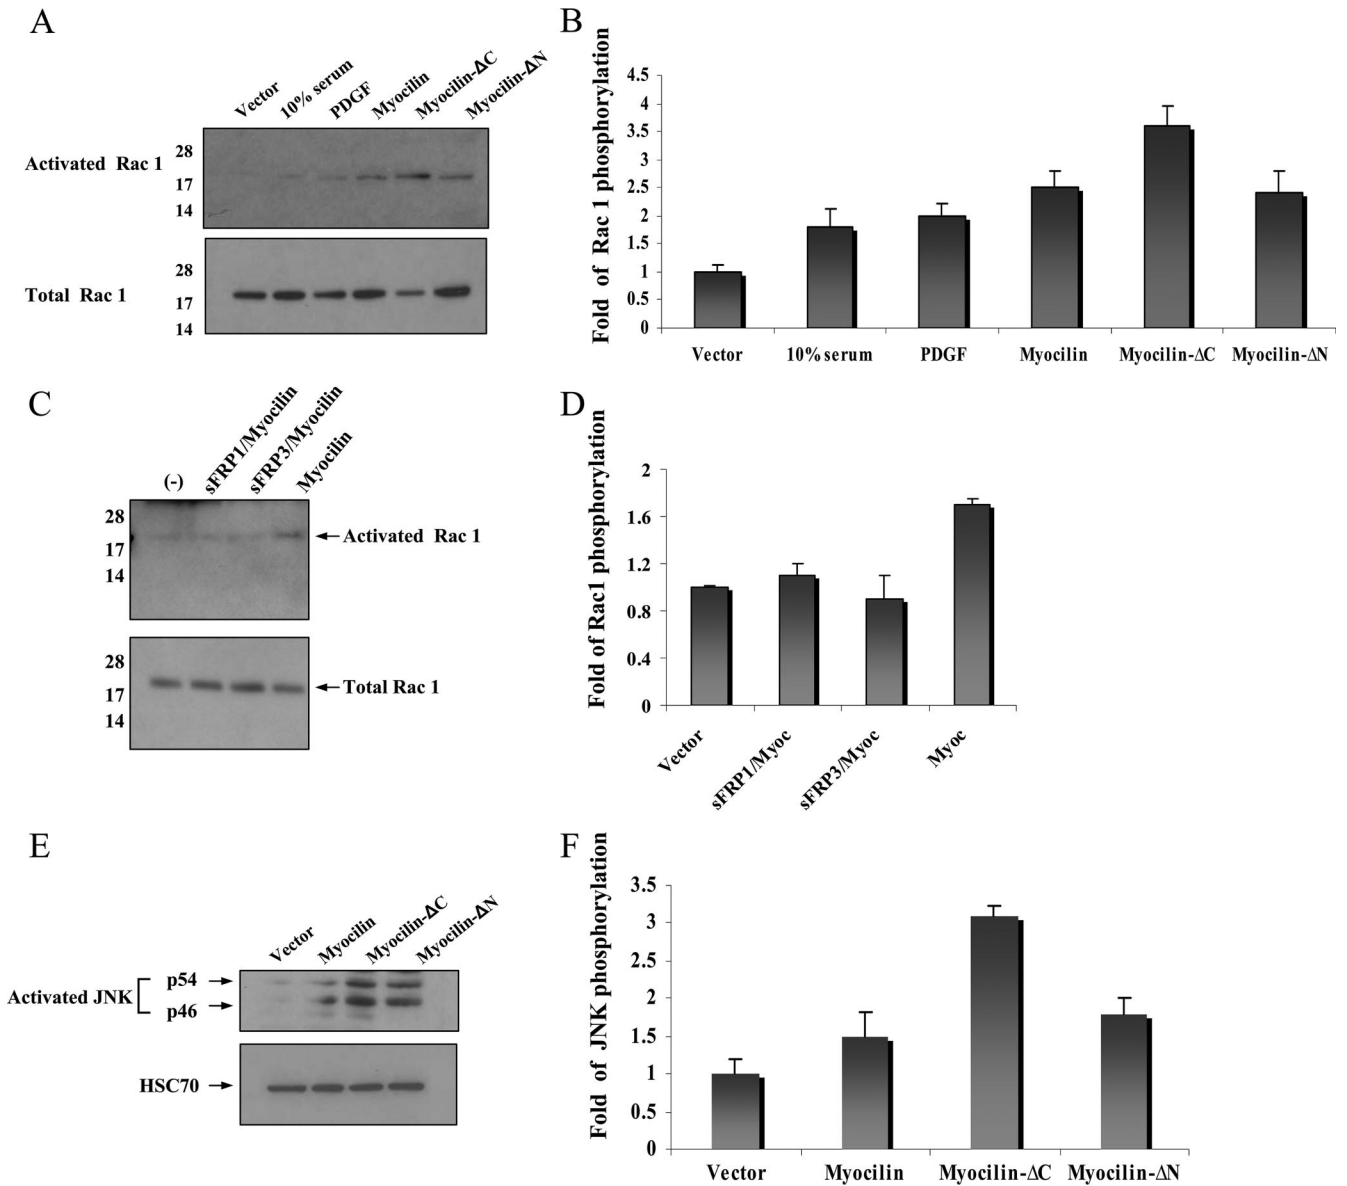 A
Vector
10% serum
PDGF
Myocilin
Myocilin-ΔC
Myocilin-ΔN
Activated Rac 1
28
17
14
Total Rac 1
28
17
14
B
Fold of Rac 1 phosphorylation
4.5
4
3.5
3
2.5
2
1.5
1
0.5
0
Vector
10% serum
PDGF
Myocilin
Myocilin-ΔC
Myocilin-ΔN
C
(-)
sFRP1/Myocilin
sFRP3/Myocilin
Myocilin
28
17
14
Activated Rac 1
28
17
14
Total Rac 1
D
Fold of Rac1 phosphorylation
2
1.6
1.2
0.8
0.4
0
Vector
sFRP1/Myoc
sFRP3/Myoc
Myoc
E
Vector
Myocilin
Myocilin-ΔC
Myocilin-ΔN
Activated JNK
p54
p46
HSC70
F
Fold of JNK phosphorylation
3.5
3
2.5
2
1.5
1
0.5
0
Vector
Myocilin
Myocilin-ΔC
Myocilin-ΔN